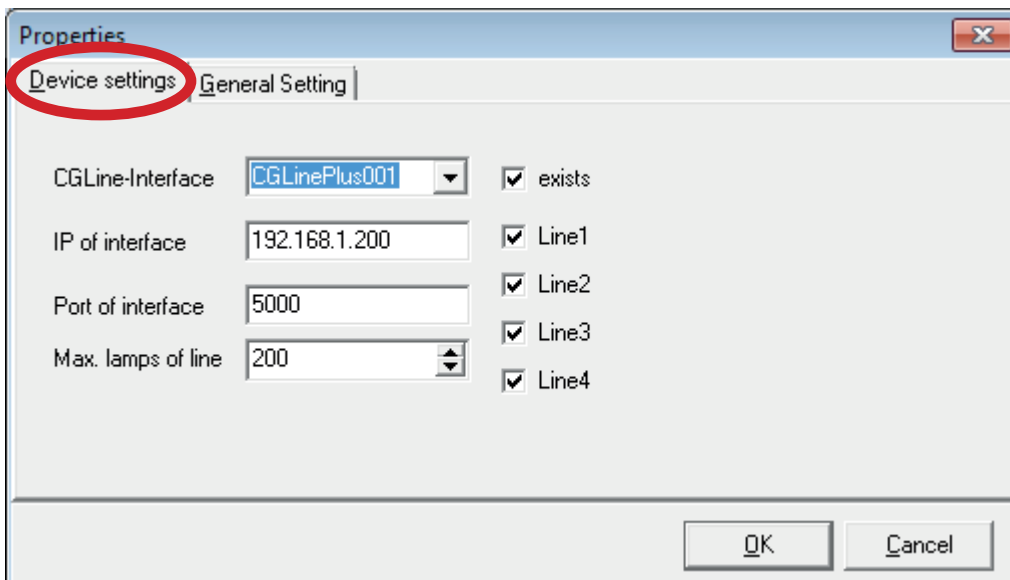 Properties
Device settings General Setting
CGLine-Interface CGLinePlus001 exists
IP of interface 192.168.1.200 Line1
Line2
Port of interface 5000
Line3
Max. lamps of line 200
Line4
OK Cancel